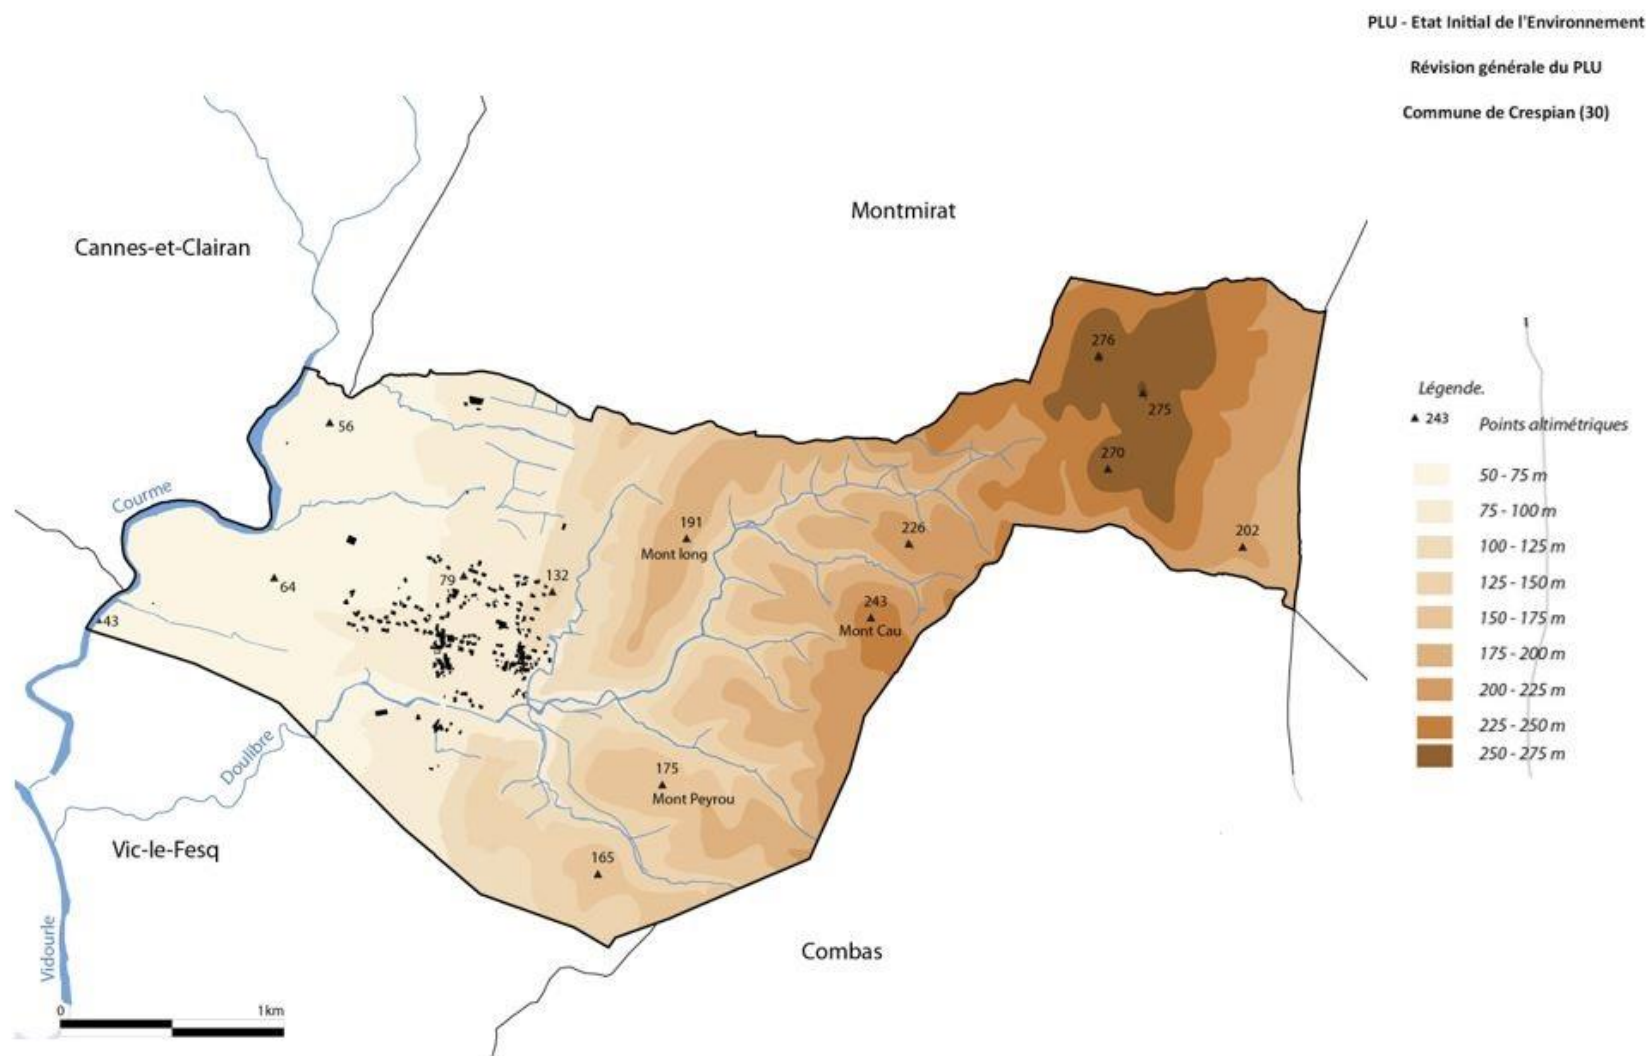 PLU - Etat Initial de l'Environnement
Révision générale du PLU
Commune de Crespian (30)
Montmirat
Cannes-et-Clairan
276
275
56
270
Légende.
243 Points altimétriques
50 - 75 m
75 - 100 m
100 - 125 m
125 - 150 m
150 - 175 m
175 - 200 m
200 - 225 m
225 - 250 m
250 - 275 m
Courme
191
Mont long
226
202
79
132
64
243
Mont Cau
43
Doulibre
175
Mont Peyrou
Vic-le-Fesq
165
Vidourle
Combas
0 1km